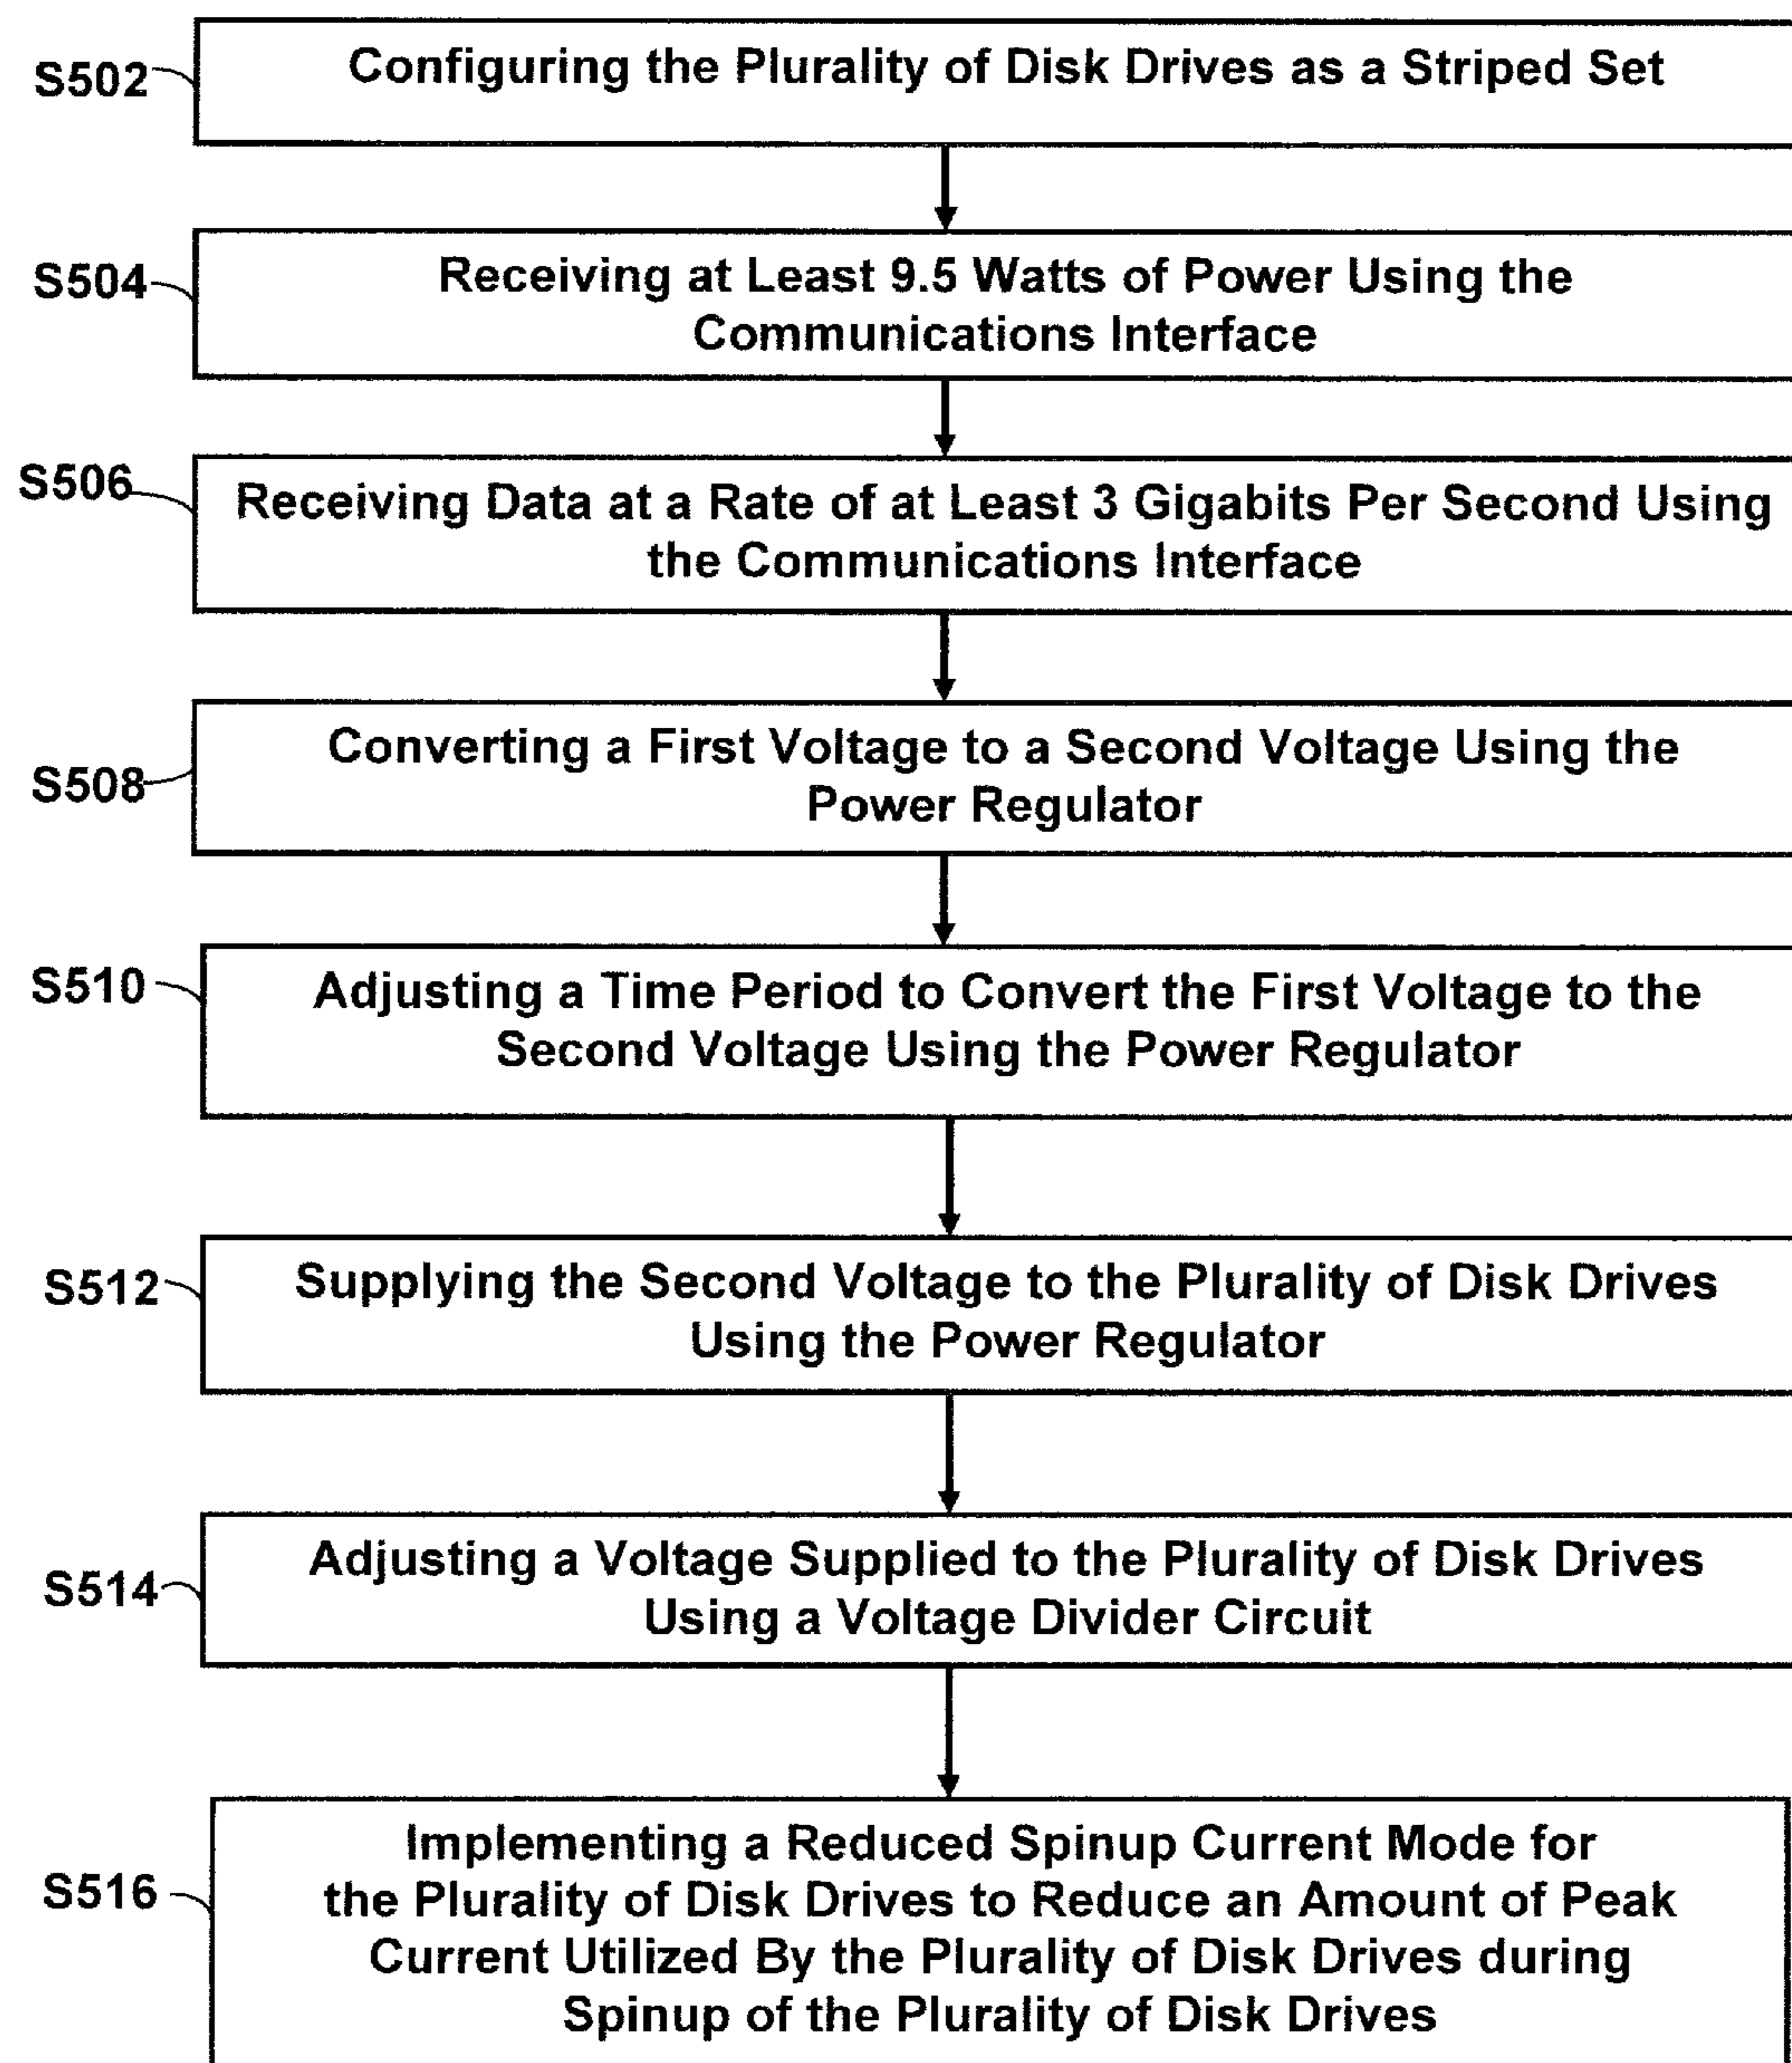 S502
Configuring the Plurality of Disk Drives as a Striped Set
S504
Receiving at Least 9.5 Watts of Power Using the
Communications Interface
S506
Receiving Data at a Rate of at Least 3 Gigabits Per Second Using
the Communications Interface
S508
Converting a First Voltage to a Second Voltage Using the
Power Regulator
S510
Adjusting a Time Period to Convert the First Voltage to the
Second Voltage Using the Power Regulator
S512
Supplying the Second Voltage to the Plurality of Disk Drives
Using the Power Regulator
S514
Adjusting a Voltage Supplied to the Plurality of Disk Drives
Using a Voltage Divider Circuit
S516
Implementing a Reduced Spinup Current Mode for
the Plurality of Disk Drives to Reduce an Amount of Peak
Current Utilized By the Plurality of Disk Drives during
Spinup of the Plurality of Disk Drives